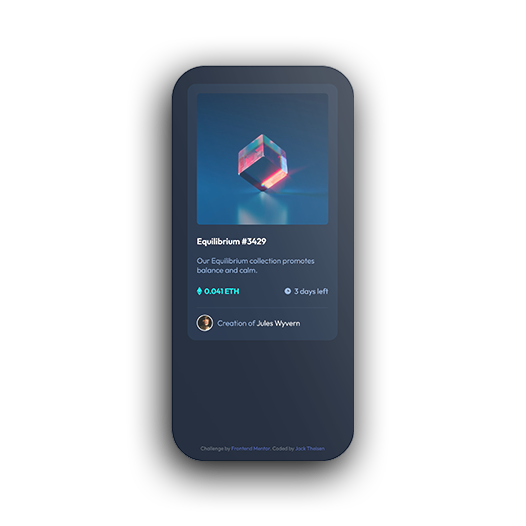 Equilibrium #3429
Our Equilibrium collection promotes
balance and calm.
0.041 ETH
3 days left
Creation of Jules Wyvern
Challenge by Frontend Mentor. Coded by Jack Thaisen